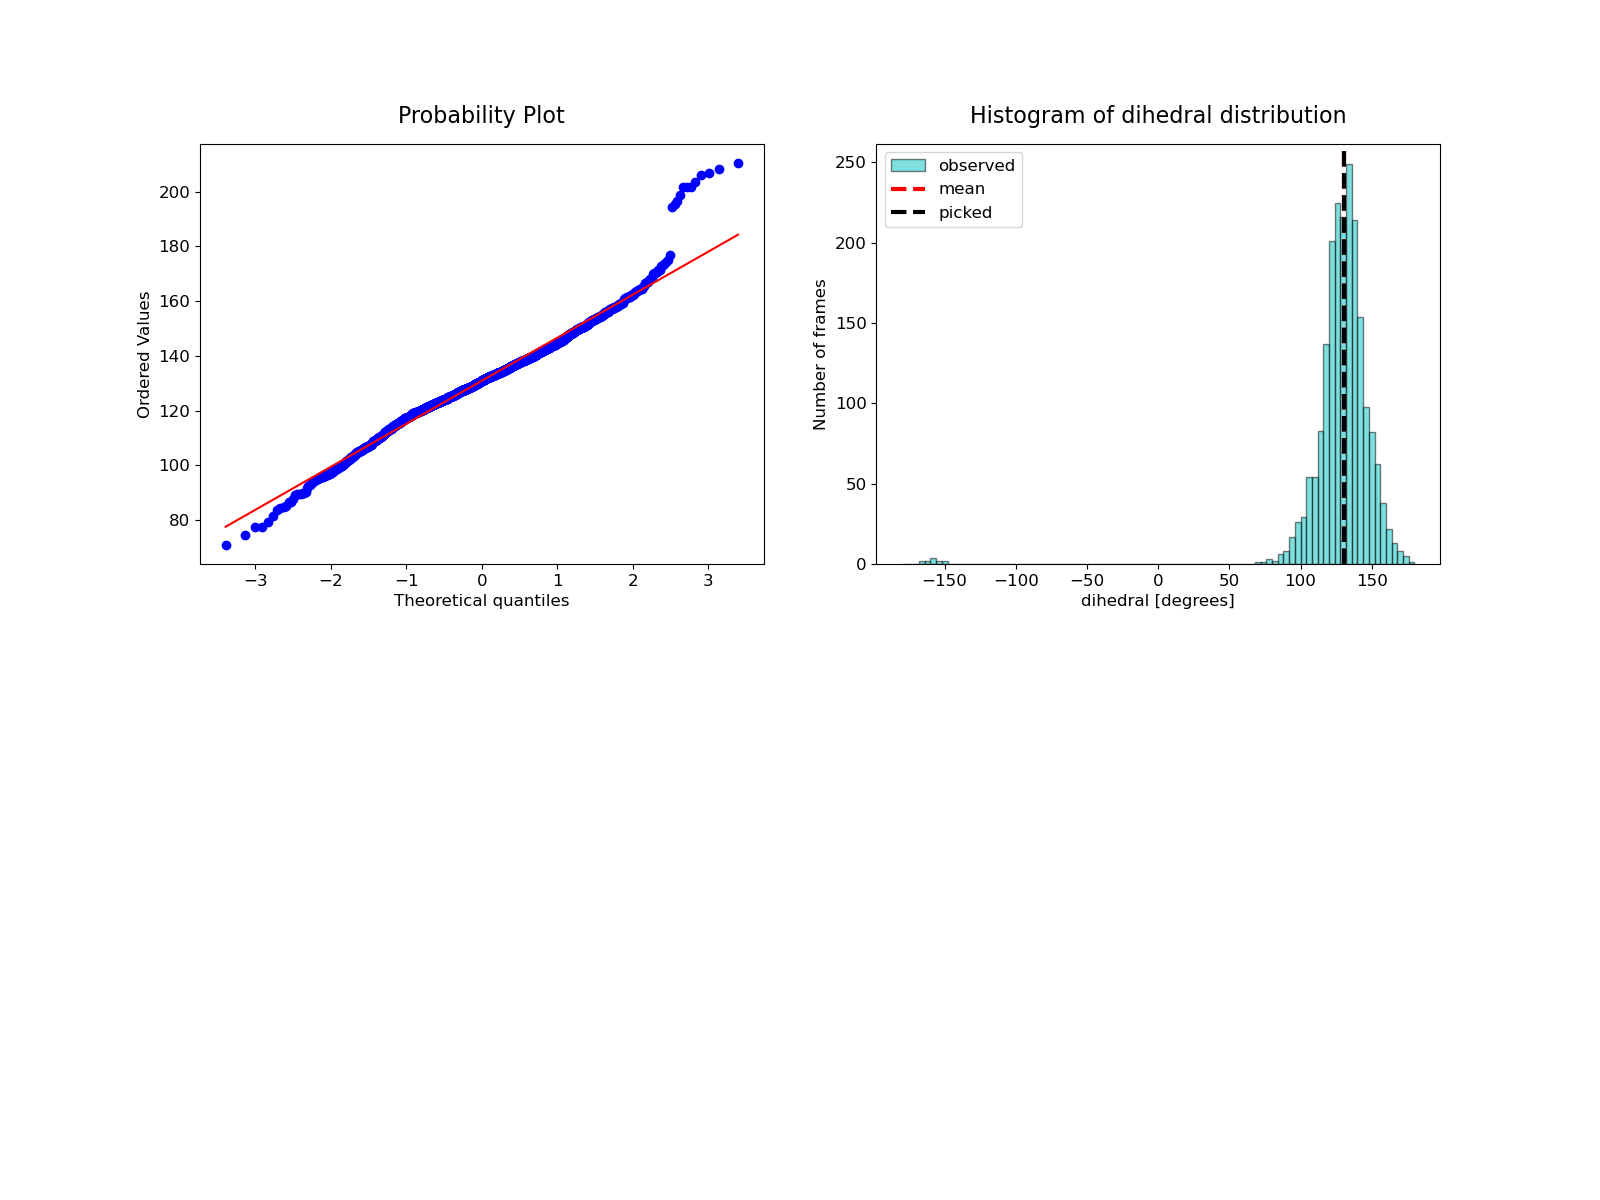 Probability Plot
Ordered Values
200
180
160
140
120
100
80
−3 −2 −1 0 1 2 3
Theoretical quantiles
Histogram of dihedral distribution
observed
mean
picked
Number of frames
250
200
150
100
50
0
−150 −100 −50 0 50 100 150
dihedral [degrees]